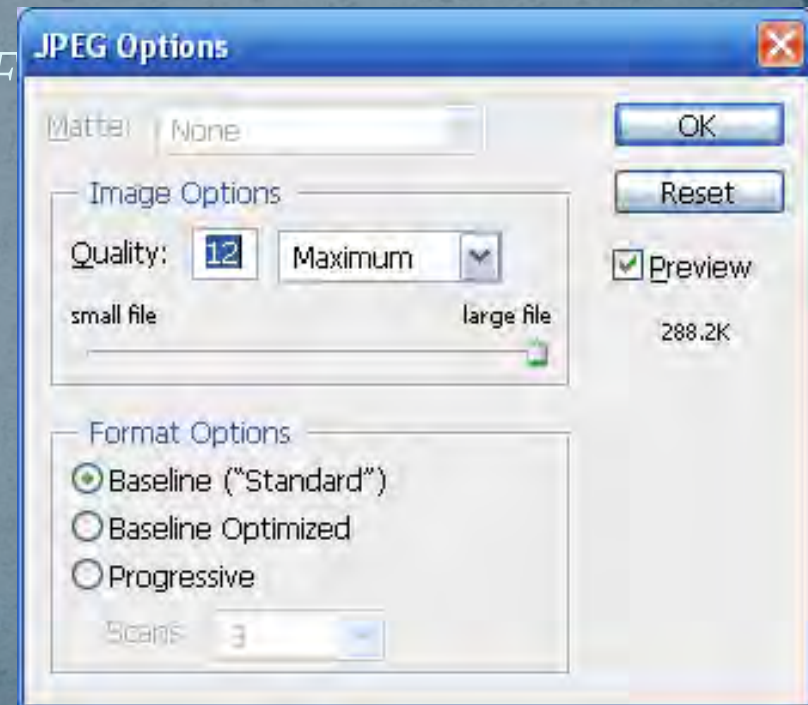 F
JPEG Options
Matte: None
OK
Image Options
Reset
Quality: 12 Maximum
Preview
small file large file
288.2K
Format Options
Baseline ("Standard")
Baseline Optimized
Progressive
Scans: 3